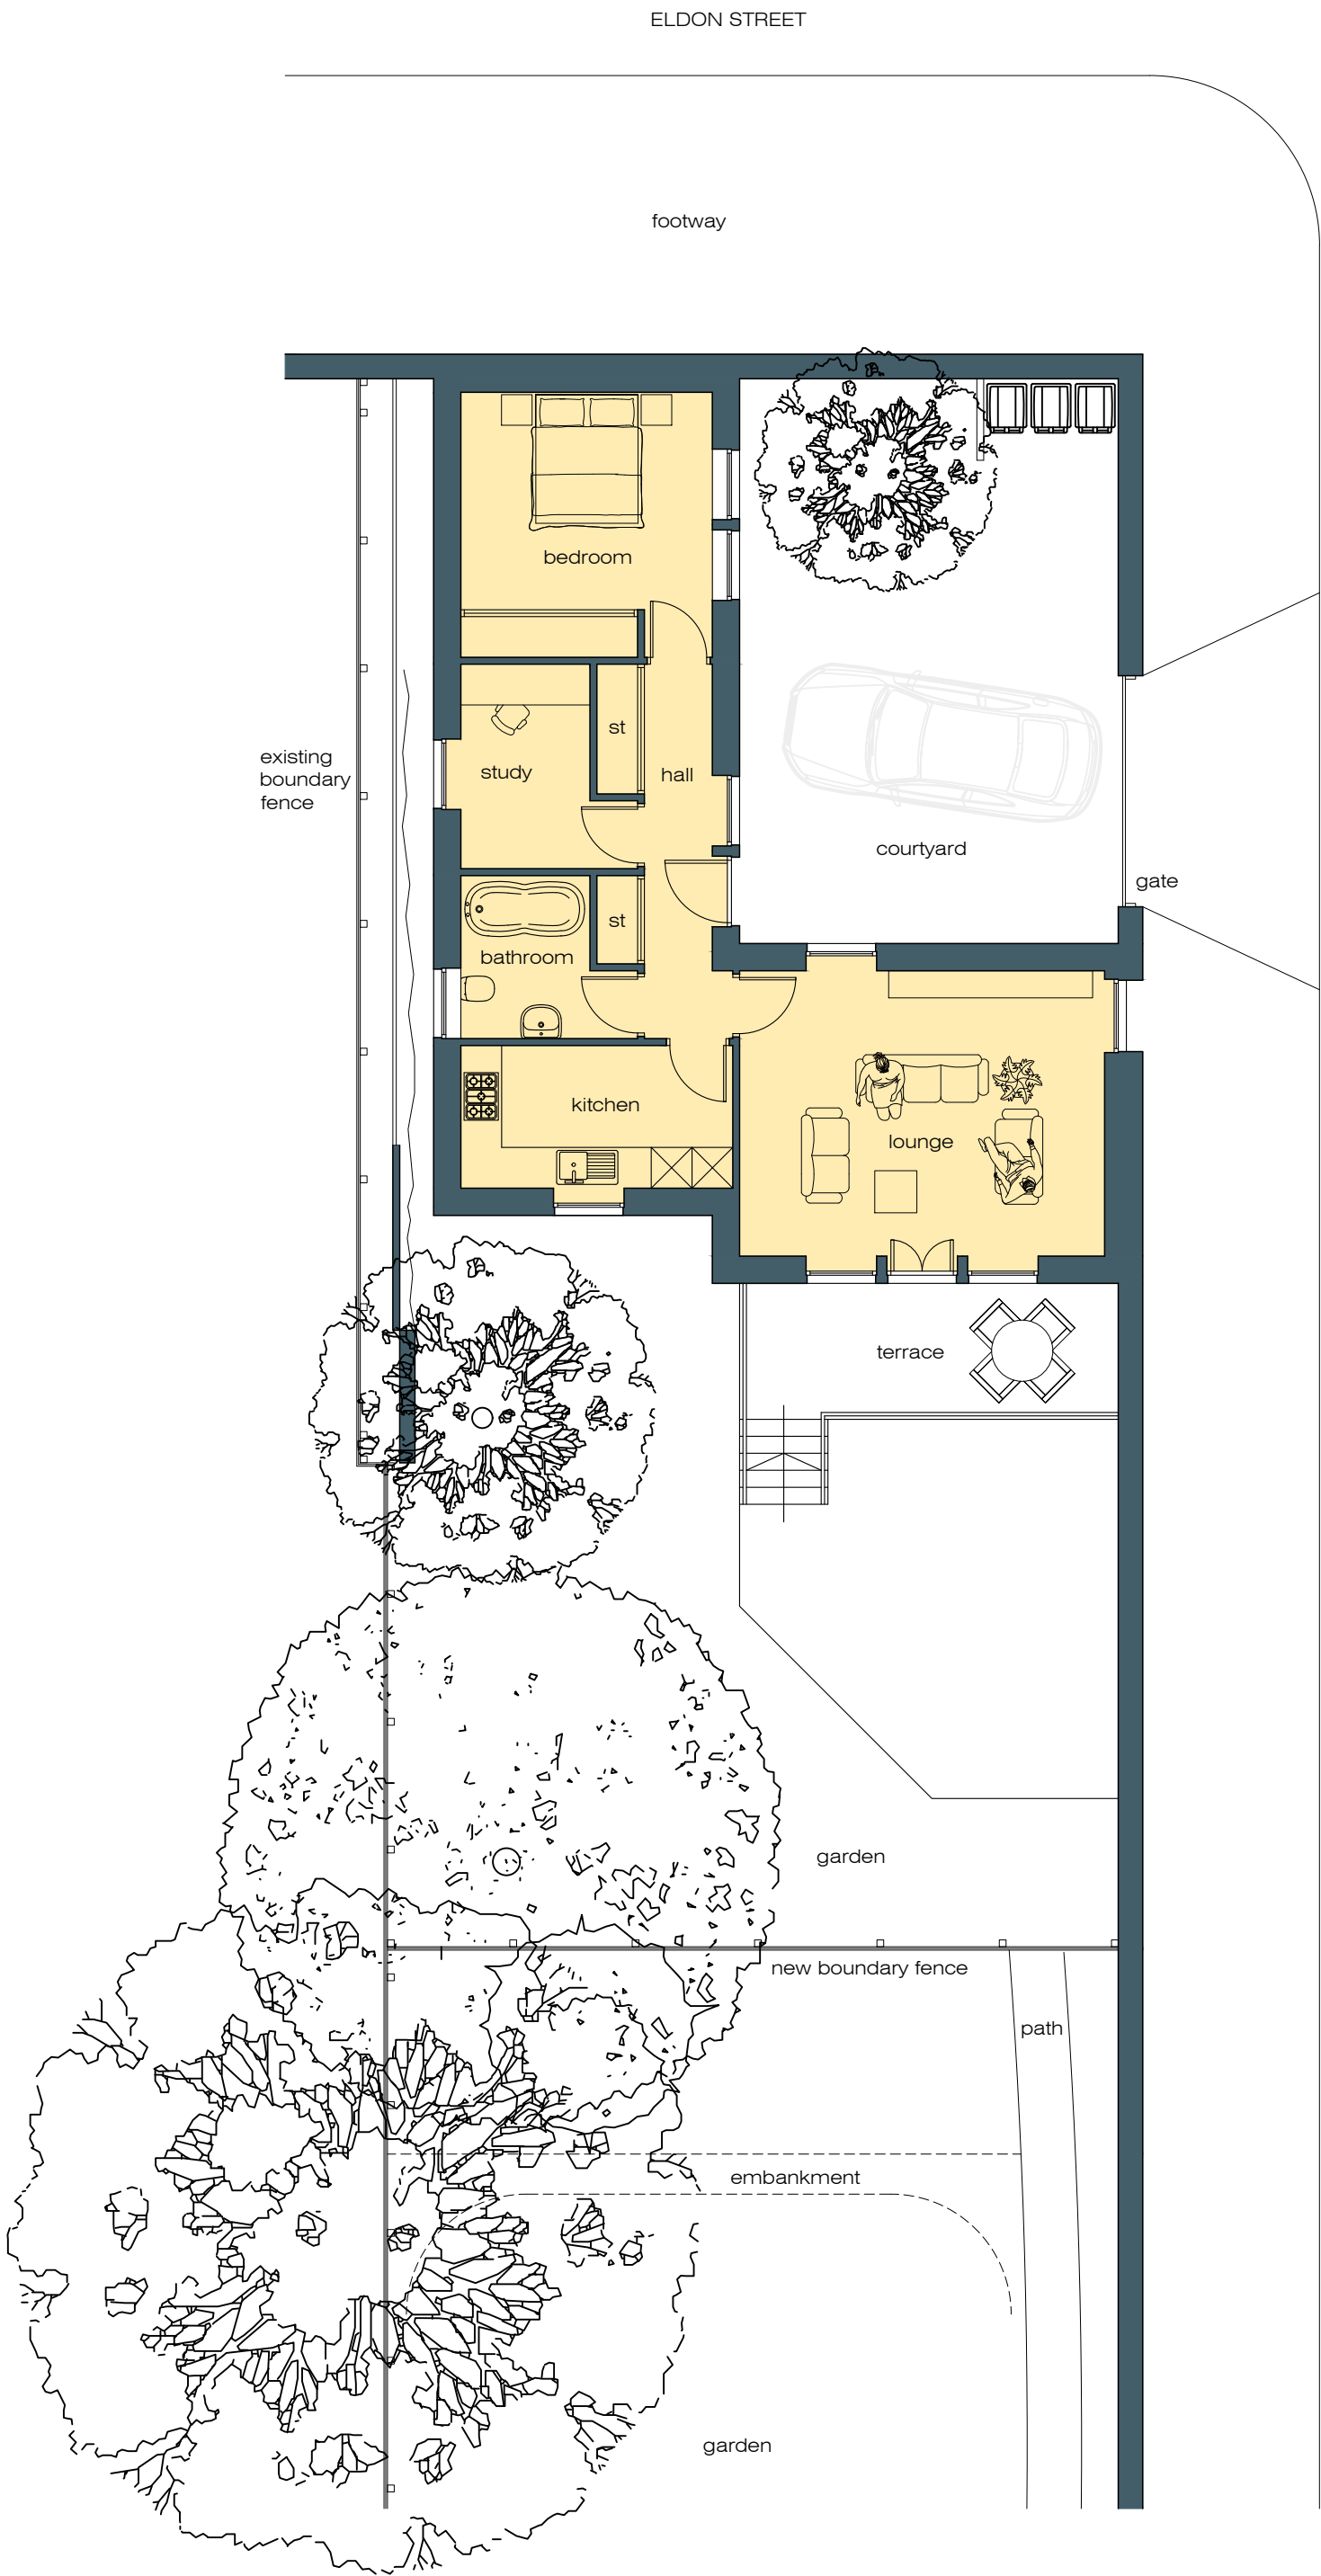 ELDON STREET
footway
bedroom
existing
boundary
fence
st
study
hall
courtyard
gate
st
bathroom
kitchen
lounge
terrace
garden
new boundary fence
path
embankment
garden